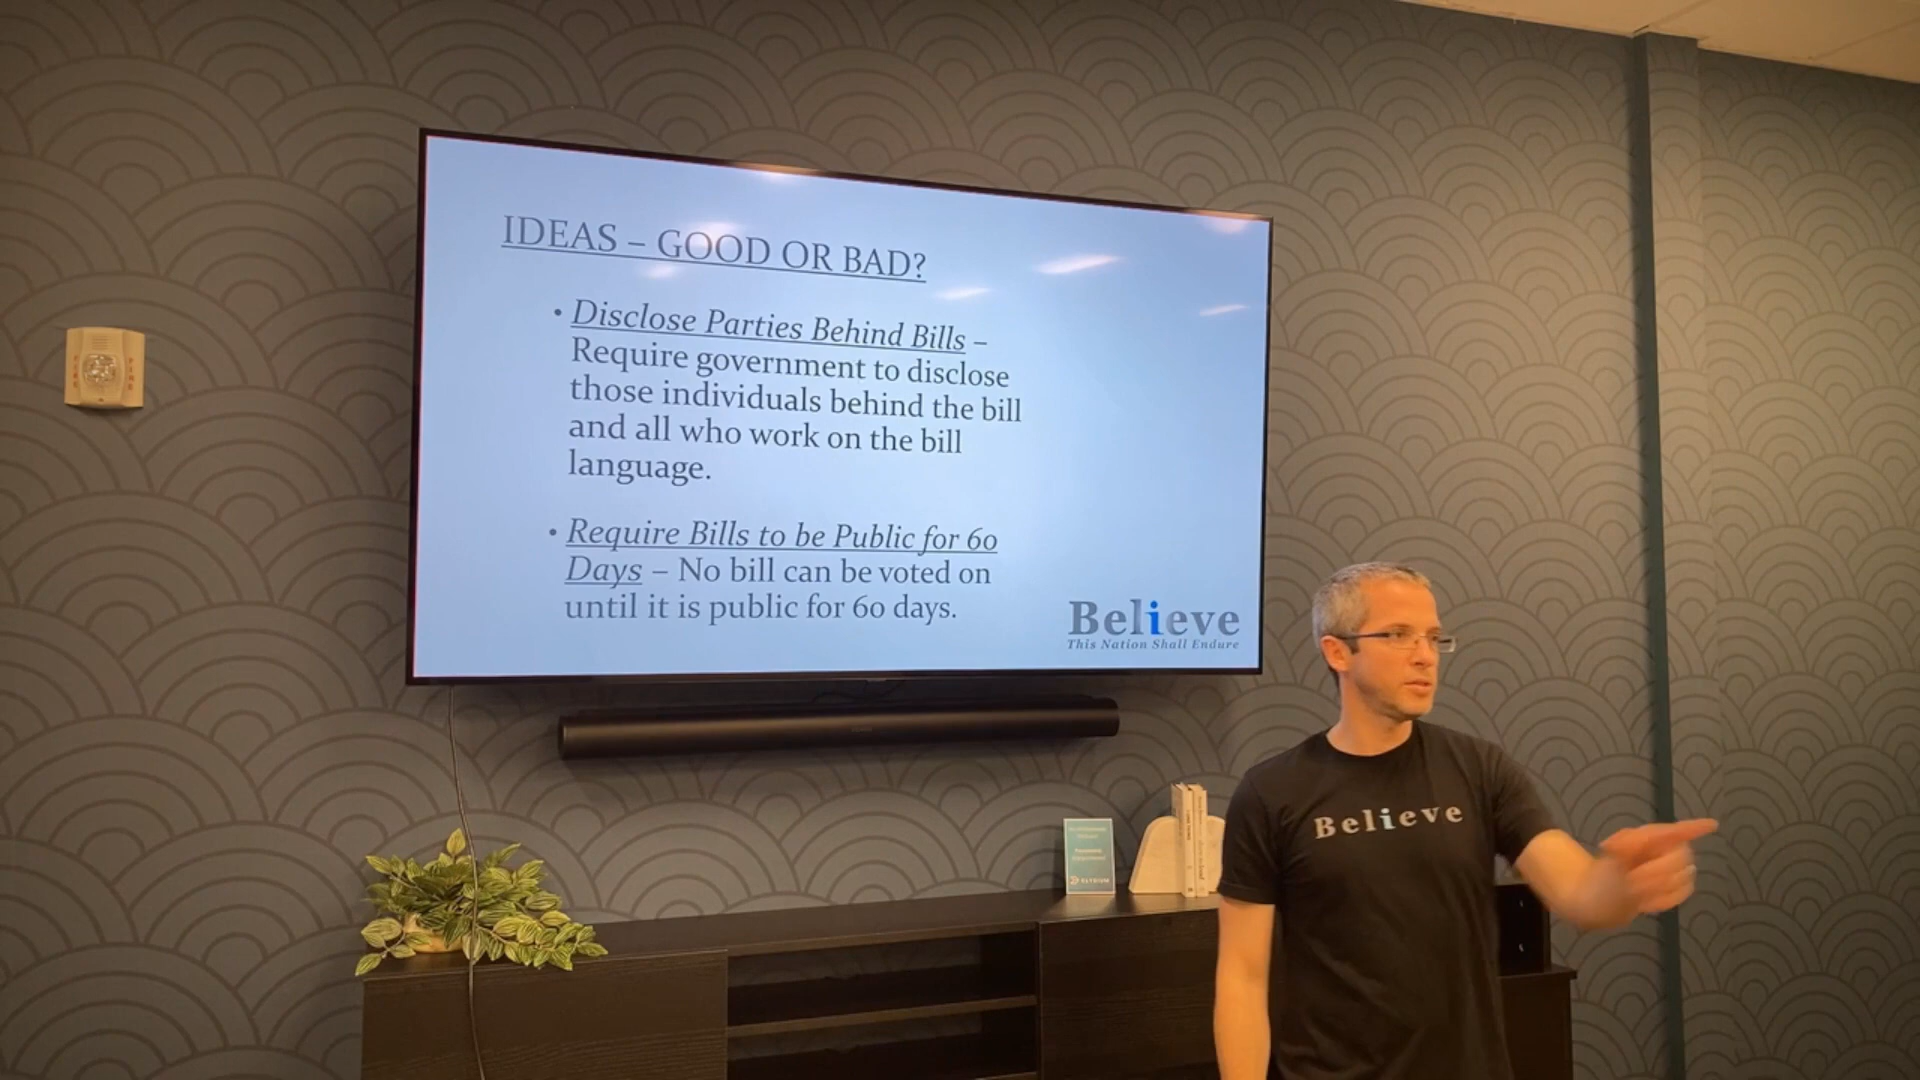 IDEAS – GOOD OR BAD?
• Disclose Parties Behind Bills –
Require government to disclose
those individuals behind the bill
and all who work on the bill
language.
• Require Bills to be Public for 60
Days – No bill can be voted on
until it is public for 60 days.
Believe
This Nation Shall Endure
Believe
FIRE
FIRE